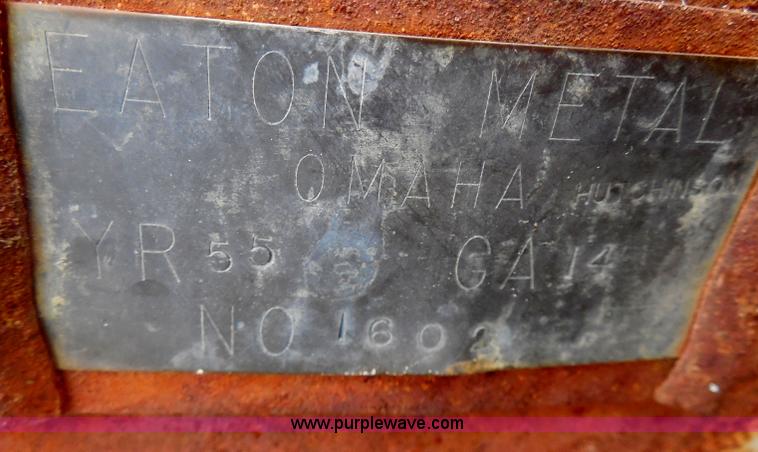 EATON METAL
OMAHA HUTCHINSON
YR 55 GA 14
NO 1602
www.purplewave.com